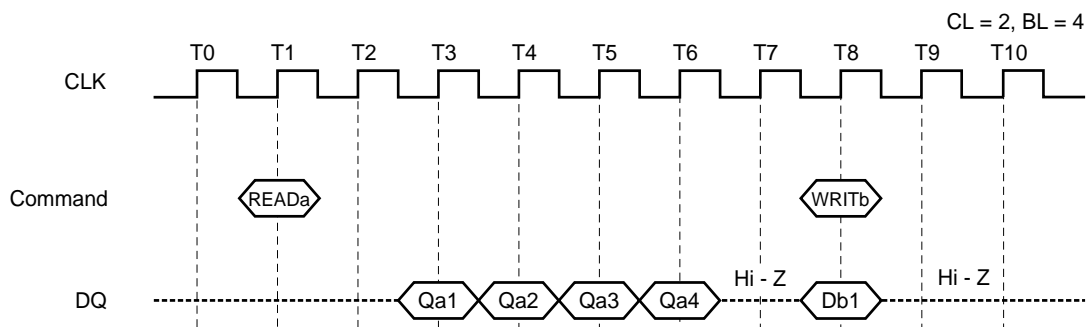 CL = 2, BL = 4
T0 T1 T2 T3 T4 T5 T6 T7 T8 T9 T10
CLK
Command READa WRITb
Hi - Z Hi - Z
DQ Qa1 Qa2 Qa3 Qa4 Db1